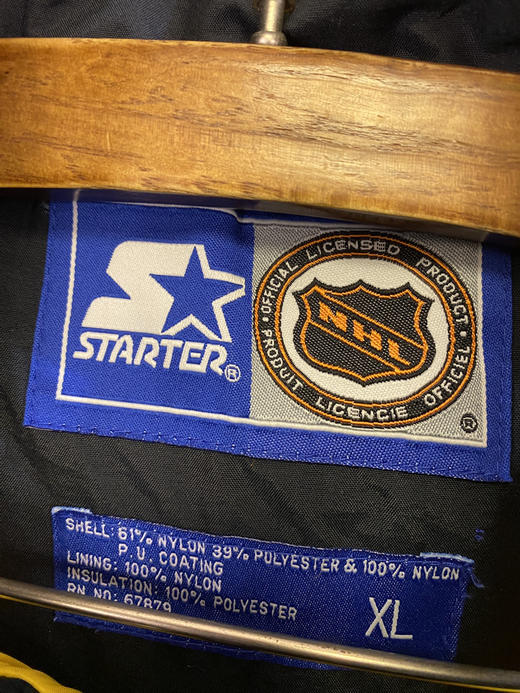 STARTER®
OFFICIAL LICENSED PRODUCT
NHL
PRODUIT LICENCIE OFFICIEL
®
SHELL: 61% NYLON 39% POLYESTER & 100% NYLON
P.U. COATING
LINING: 100% NYLON
INSULATION: 100% POLYESTER
RN NO: 67879
XL